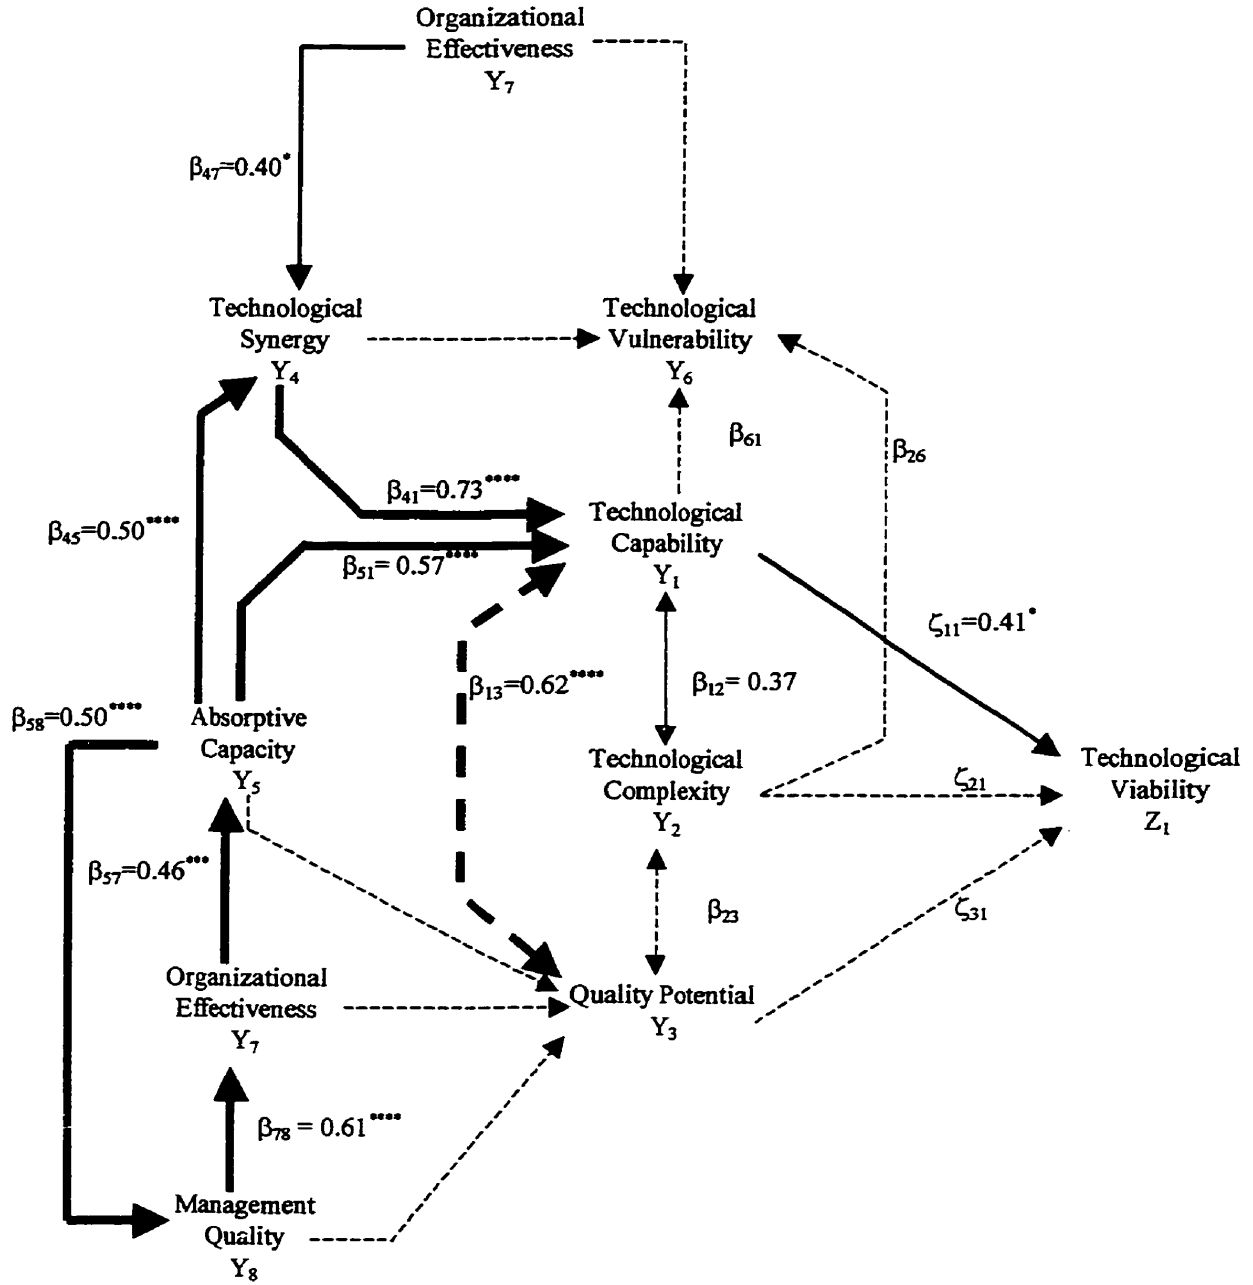 Organizational
Effectiveness
Y₇
β₄₇=0.40*
Technological
Synergy
Y₄
Technological
Vulnerability
Y₆
β₆₁
β₂₆
β₄₁=0.73****
β₄₅=0.50****
β₅₁= 0.57****
Technological
Capability
Y₁
ζ₁₁=0.41*
β₁₃=0.62****
β₁₂= 0.37
β₅₈=0.50****
Absorptive
Capacity
Y₅
Technological
Complexity
Y₂
ζ₂₁
Technological
Viability
Z₁
β₅₇=0.46***
β₂₃
ζ₃₁
Organizational
Effectiveness
Y₇
Quality Potential
Y₃
β₇₈ = 0.61****
Management
Quality
Y₈